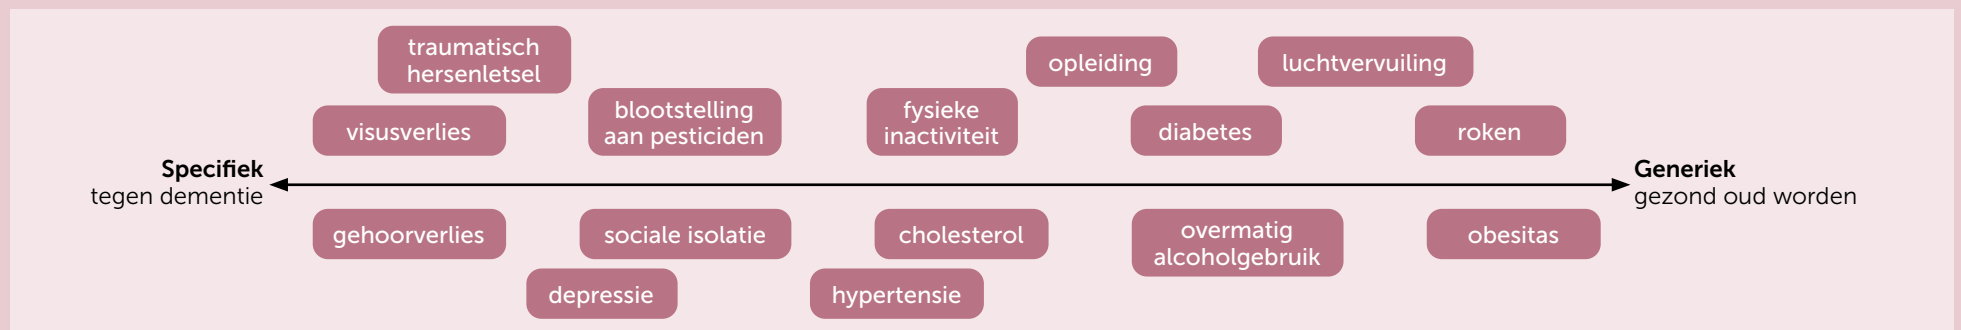 traumatisch
hersenletsel
opleiding
luchtvervuiling
visusverlies
blootstelling
aan pesticiden
fysieke
inactiviteit
diabetes
roken
Specifiek
tegen dementie
Generiek
gezond oud worden
gehoorverlies
sociale isolatie
cholesterol
overmatig
alcoholgebruik
obesitas
depressie
hypertensie